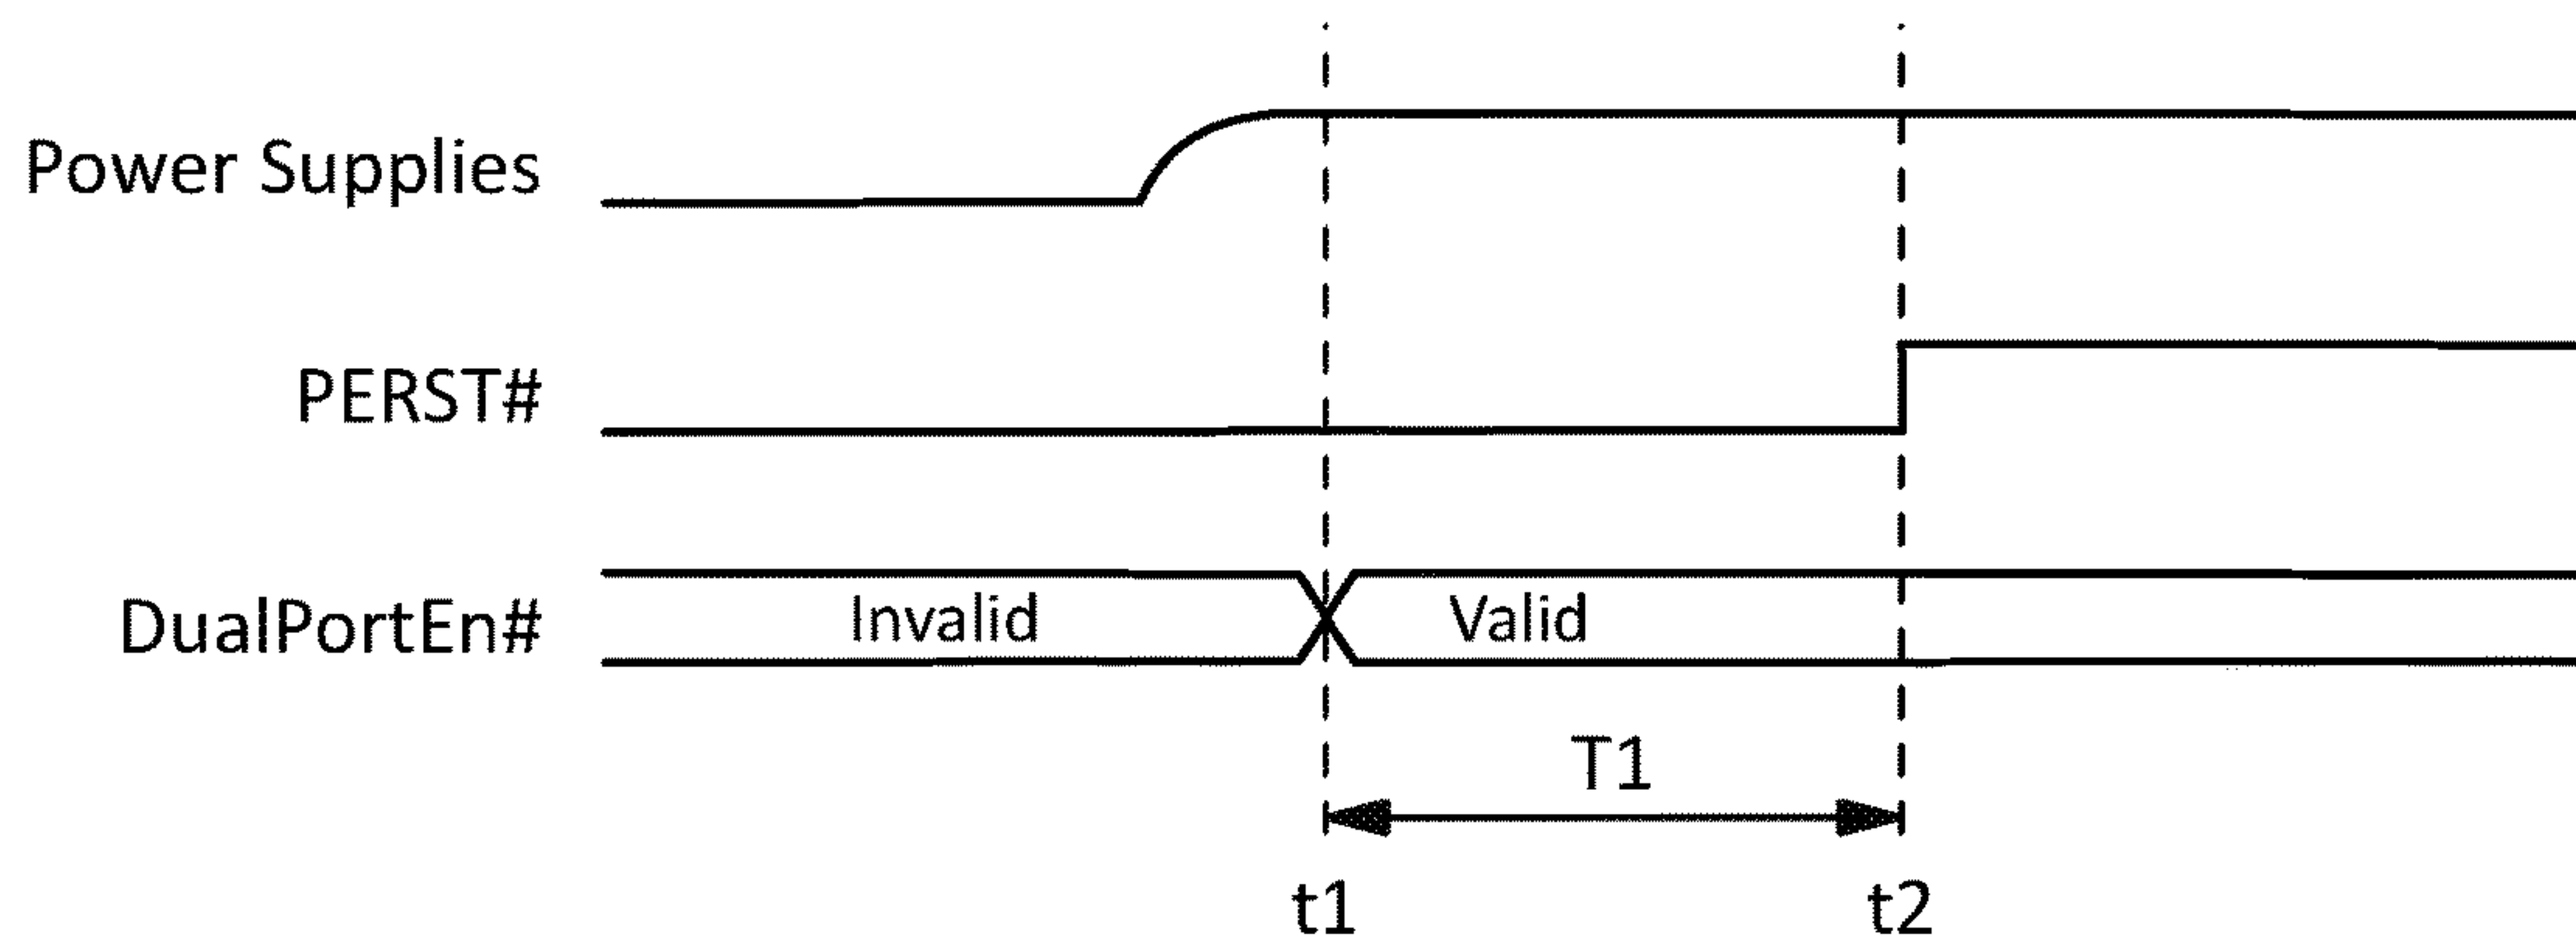 Power Supplies
PERST#
DualPortEn#
Invalid
Valid
T1
t1
t2